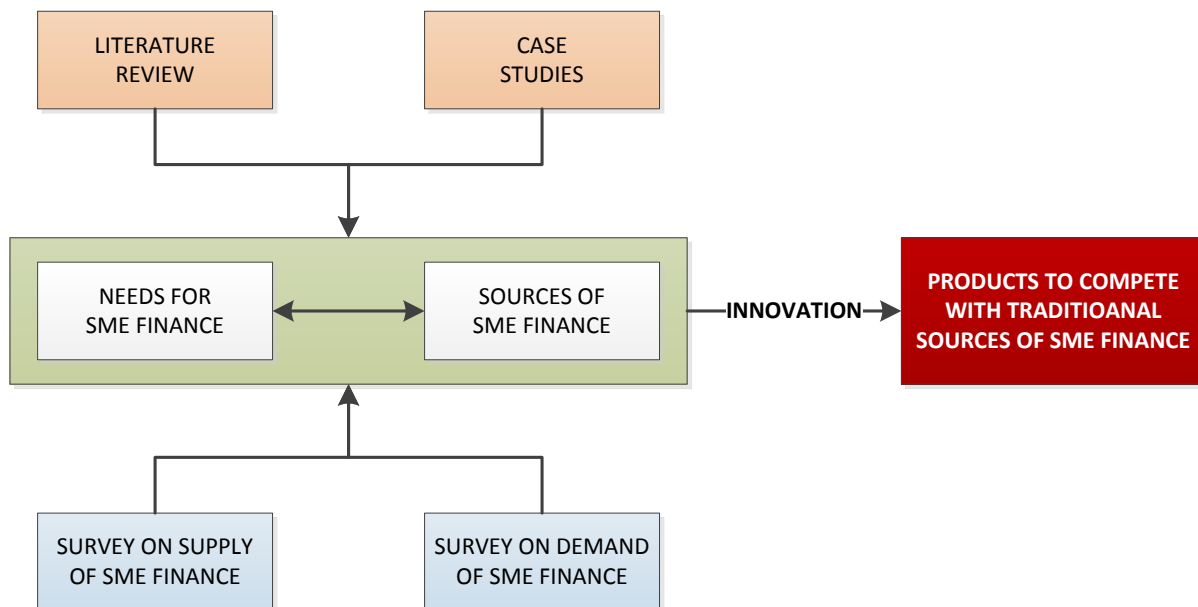 LITERATURE
REVIEW
CASE
STUDIES
NEEDS FOR
SME FINANCE
SOURCES OF
SME FINANCE
INNOVATION
PRODUCTS TO COMPETE
WITH TRADITIOANAL
SOURCES OF SME FINANCE
SURVEY ON SUPPLY
OF SME FINANCE
SURVEY ON DEMAND
OF SME FINANCE